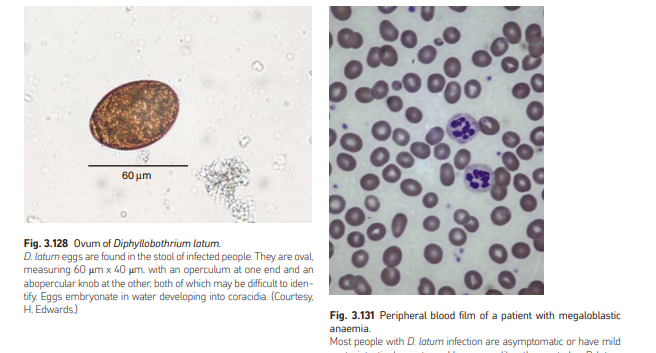 60 μm
Fig. 3.128 Ovum of Diphyllobothrium latum.
D. latum eggs are found in the stool of infected people. They are oval,
measuring 60 μm x 40 μm, with an operculum at one end and an
abopercular knob at the other, both of which may be difficult to iden-
tify. Eggs embryonate in water developing into coracidia. (Courtesy,
H. Edwards.)
Fig. 3.131 Peripheral blood film of a patient with megaloblastic
anaemia.
Most people with D. latum infection are asymptomatic or have mild